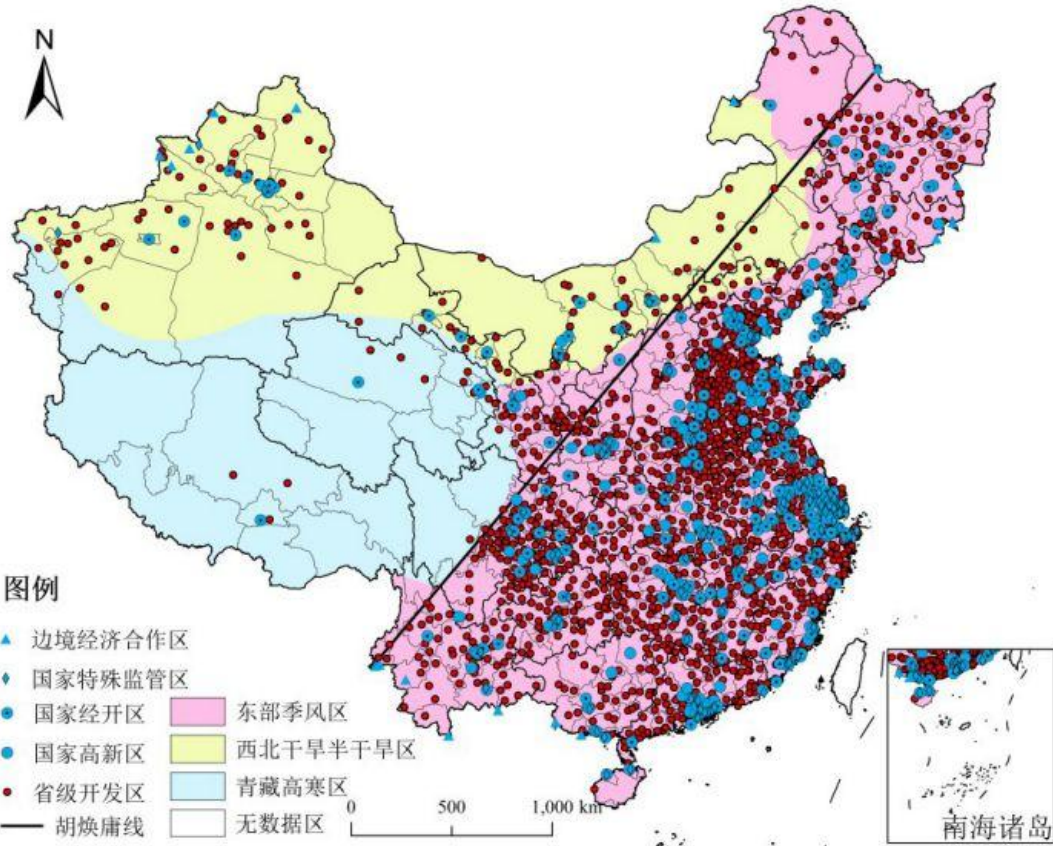 N
图例
边境经济合作区
国家特殊监管区
国家经开区
国家高新区
省级开发区
胡焕庸线
东部季风区
西北干旱半干旱区
青藏高寒区
无数据区
0 500 1,000 km
南海诸岛